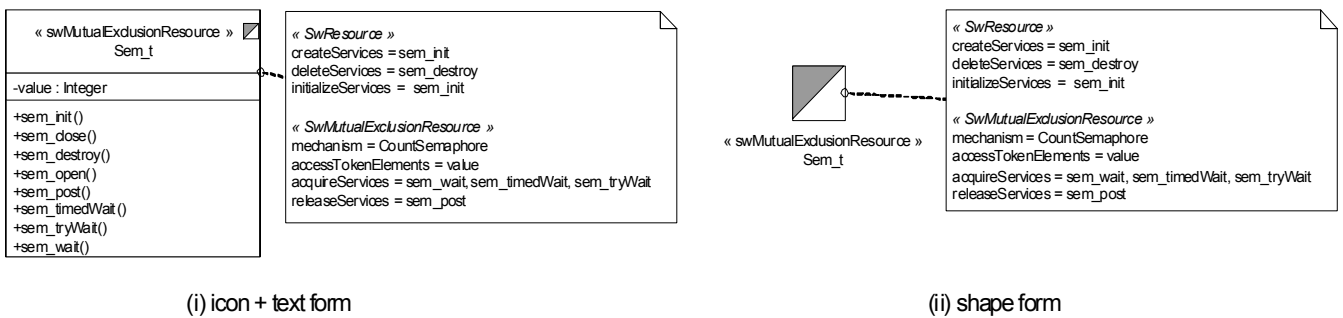 « swMutualExclusionResource »
Sem_t
-value : Integer
+sem_init()
+sem_close()
+sem_destroy()
+sem_open()
+sem_post()
+sem_timedWait()
+sem_tryWait()
+sem_wait()
« SwResource »
createServices = sem_init
deleteServices = sem_destroy
initializeServices = sem_init
« SwMutualExclusionResource »
mechanism = CountSemaphore
accessTokenElements = value
acquireServices = sem_wait, sem_timedWait, sem_tryWait
releaseServices = sem_post
(i) icon + text form
« swMutualExclusionResource »
Sem_t
« SwResource »
createServices = sem_init
deleteServices = sem_destroy
initializeServices = sem_init
« SwMutualExclusionResource »
mechanism = CountSemaphore
accessTokenElements = value
acquireServices = sem_wait, sem_timedWait, sem_tryWait
releaseServices = sem_post
(ii) shape form